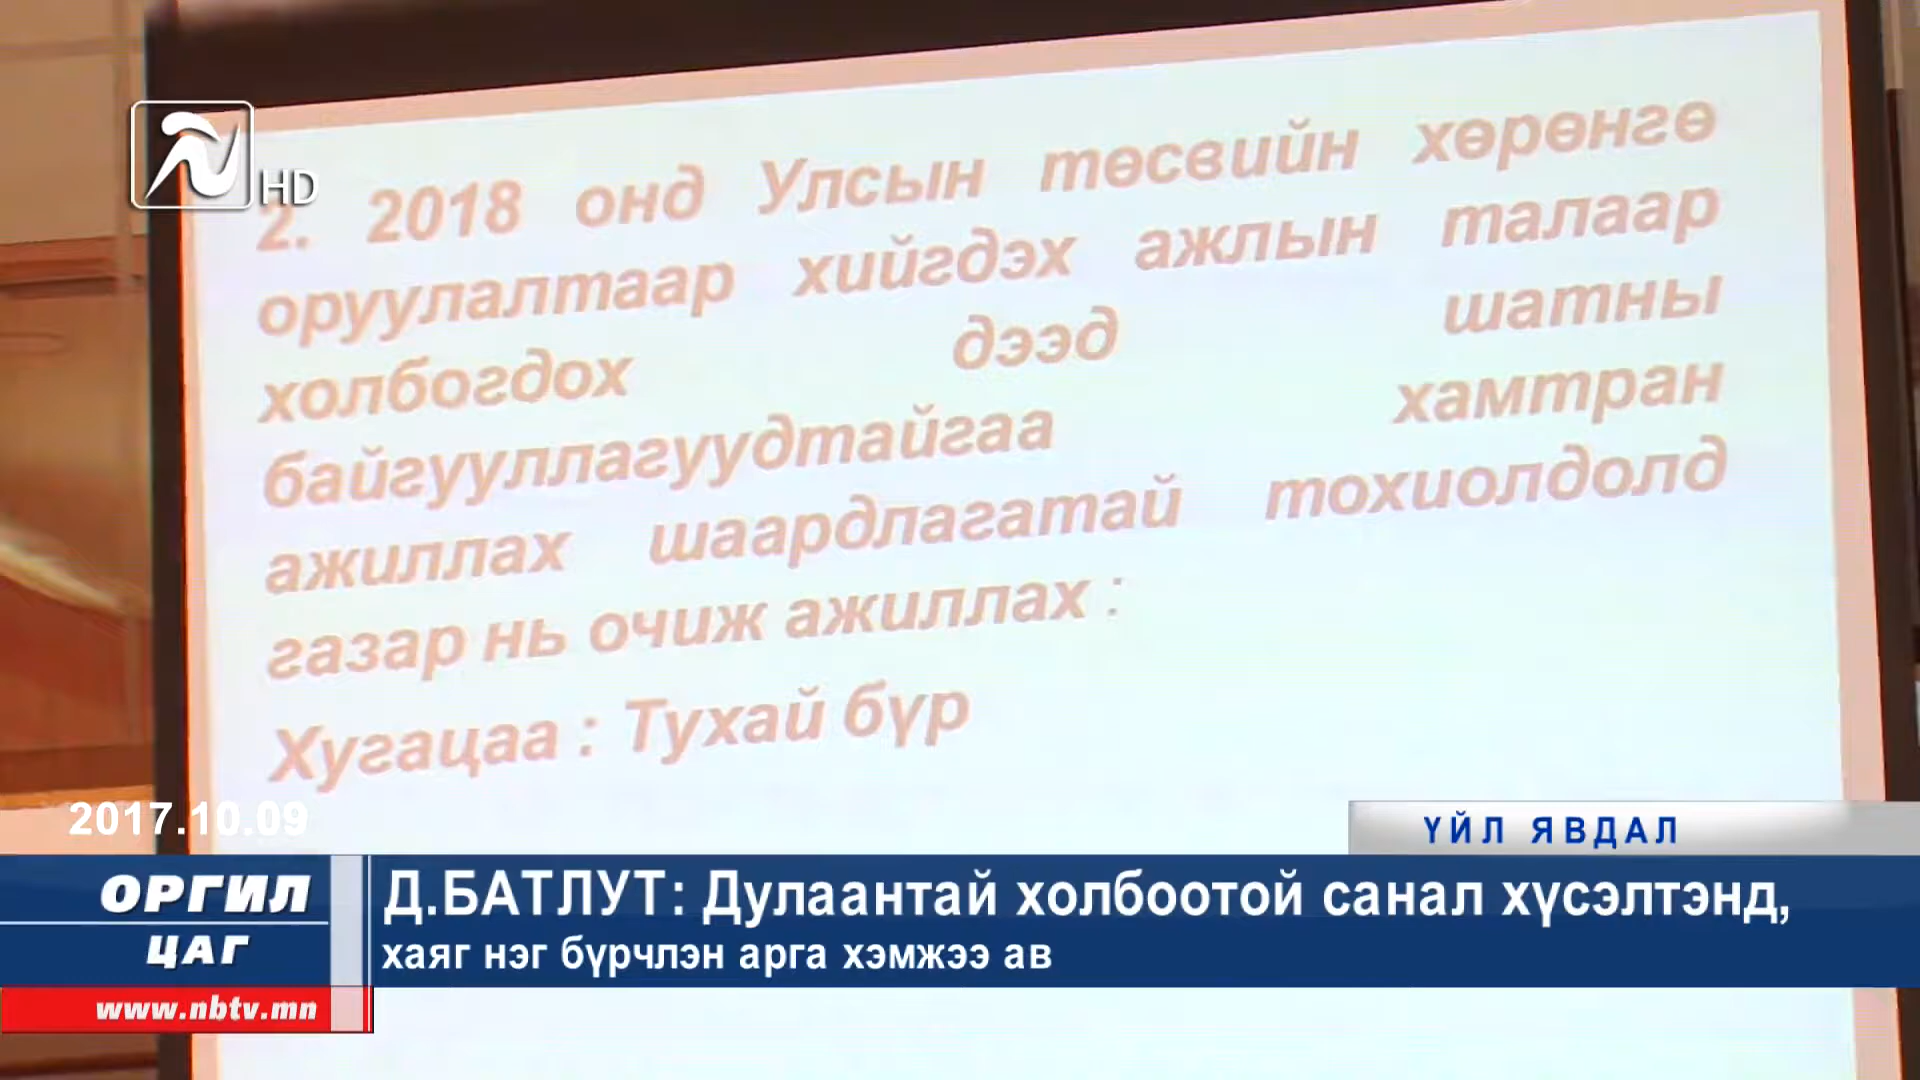 HD
2. 2018 онд Улсын төсвийн хөрөнгө
оруулалтаар хийгдэх ажлын талаар
холбогдох дээд шатны
байгууллагуудтайгаа хамтран
ажиллах шаардлагатай тохиолдолд
газар нь очиж ажиллах :
Хугацаа : Тухай бүр
2017.10.09
ҮЙЛ ЯВДАЛ
ОРГИЛ
ЦАГ
Д.БАТЛУТ: Дулаантай холбоотой санал хүсэлтэнд,
хаяг нэг бүрчлэн арга хэмжээ ав
www.nbtv.mn